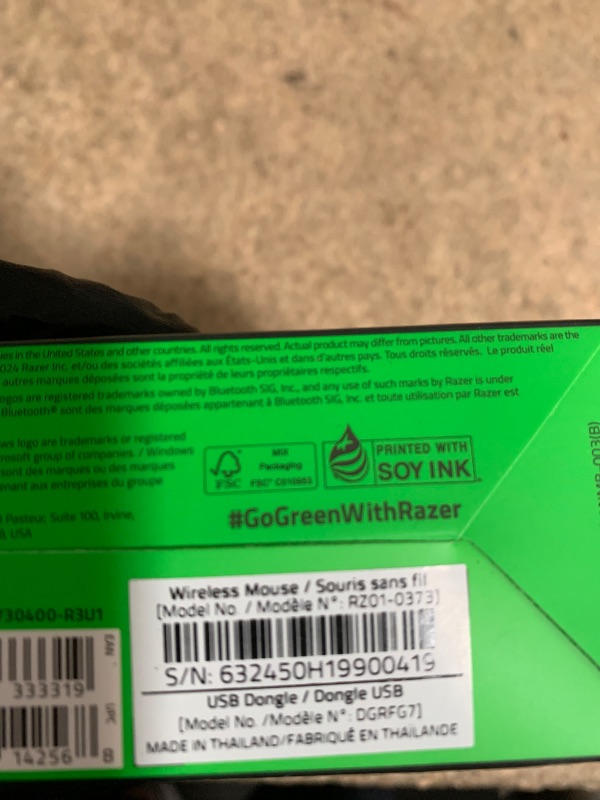 ies in the United States and other countries. All rights reserved. Actual product may differ from pictures. All other trademarks are the
024 Razer Inc. et/ou des sociétés affiliées aux États-Unis et dans d'autres pays. Tous droits réservés. Le produit réel
autres marques déposées sont la propriété de leurs propriétaires respectifs.
ogos are registered trademarks owned by Bluetooth SIG, Inc., and any use of such marks by Razer is under
Bluetooth® sont des marques déposées appartenant à Bluetooth SIG, Inc. et toute utilisation par Razer est
ws logo are trademarks or registered
rosoft group of companies. / Windows
sont des marques ou des marques
enant aux entreprises du groupe
FSC
MIX
Packaging
PRINTED WITH
SOY INK
#GoGreenWithRazer
Pasteur, Suite 100, Irvine,
USA
730400-R3U1
EAN
333319
UPC
14256 8
Wireless Mouse / Souris sans fil
[Model No. / Modèle N°: RZ01-0373]
S/N: 632450H19900419
USB Dongle / Dongle USB
[Model No. /Modèle N°: DGRFG7]
MADE IN THAILAND/FABRIQUÉ EN THAÏLANDE